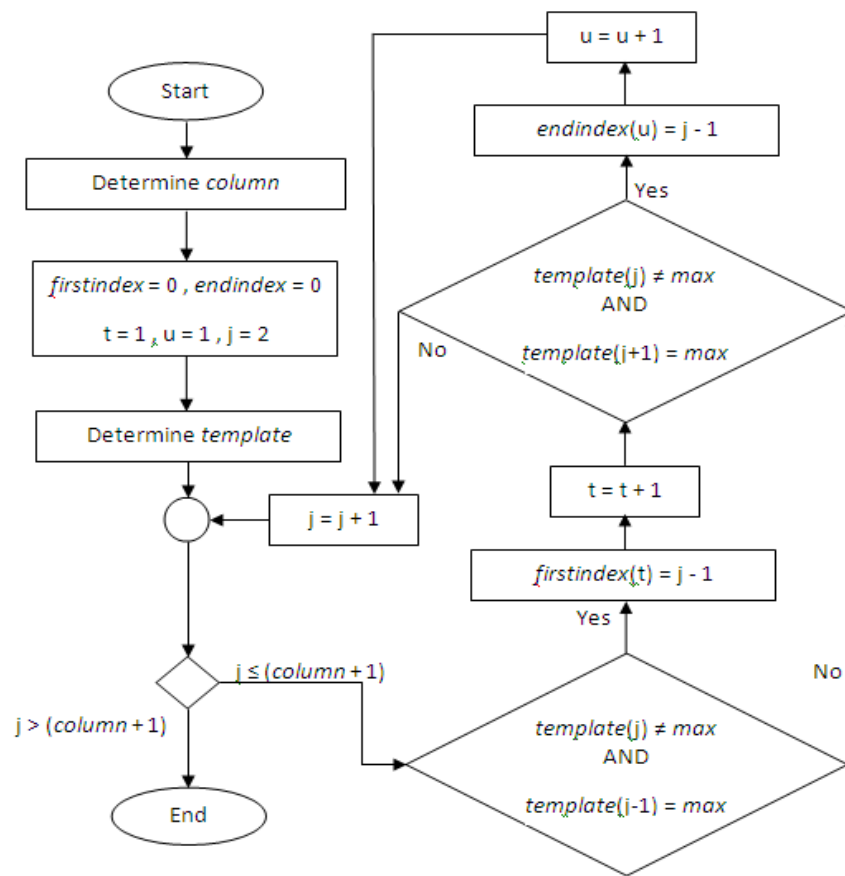 Start
Determine column
firstindex = 0 , endindex = 0
t = 1 , u = 1 , j = 2
Determine template
j = j + 1
j ≤ (column + 1)
j > (column + 1)
End
template(j) ≠ max
AND
template(j-1) = max
No
Yes
firstindex(t) = j - 1
t = t + 1
template(j) ≠ max
AND
template(j+1) = max
No
Yes
endindex(u) = j - 1
u = u + 1